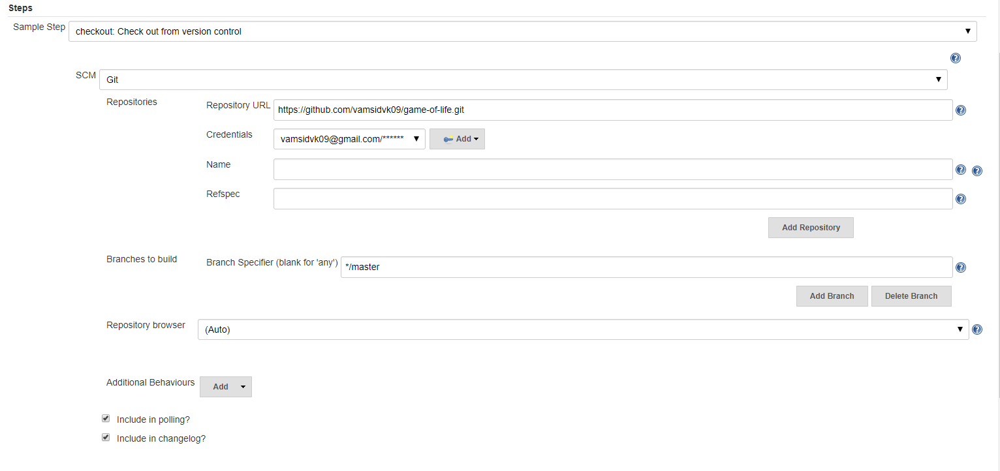 Steps
Sample Step checkout: Check out from version control
SCM Git
Repositories Repository URL https://github.com/vamsidvk09/game-of-life.git
Credentials vamsidvk09@gmail.com/****** Add
Name
Refspec
Add Repository
Branches to build Branch Specifier (blank for 'any') */master
Add Branch Delete Branch
Repository browser (Auto)
Additional Behaviours Add
Include in polling?
Include in changelog?